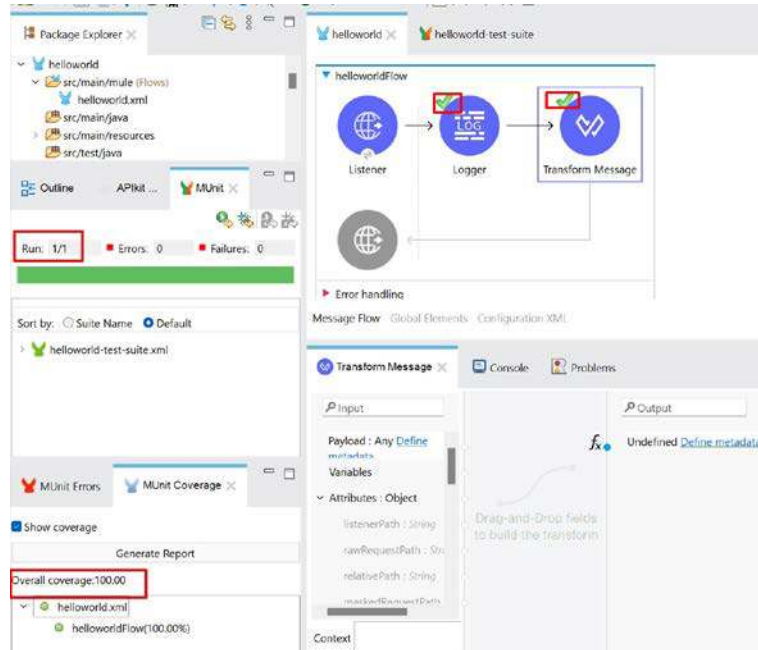 Package Explorer
helloworld
src/main/mule (Flows)
helloworld.xml
src/main/java
src/main/resources
src/test/java
Outline
APIkit ...
MUnit
Run: 1/1
Errors: 0
Failures: 0
Sort by: Suite Name Default
helloworld-test-suite.xml
MUnit Errors
MUnit Coverage
Show coverage
Generate Report
Overall coverage:100.00
helloworld.xml
helloworldFlow(100.00%)
helloworld
helloworld-test-suite
helloworldFlow
LOG
Listener
Logger
Transform Message
Error handling
Message Flow Global Elements Configuration XML
Transform Message
Console
Problems
Input
Payload : Any Define
metadata
Variables
Attributes : Object
listenerPath : String
rawRequestPath : Str
relativePath : String
maskedRequestPath
Context
Drag-and-Drop fields
to build the transform
fx
Output
Undefined Define metadata